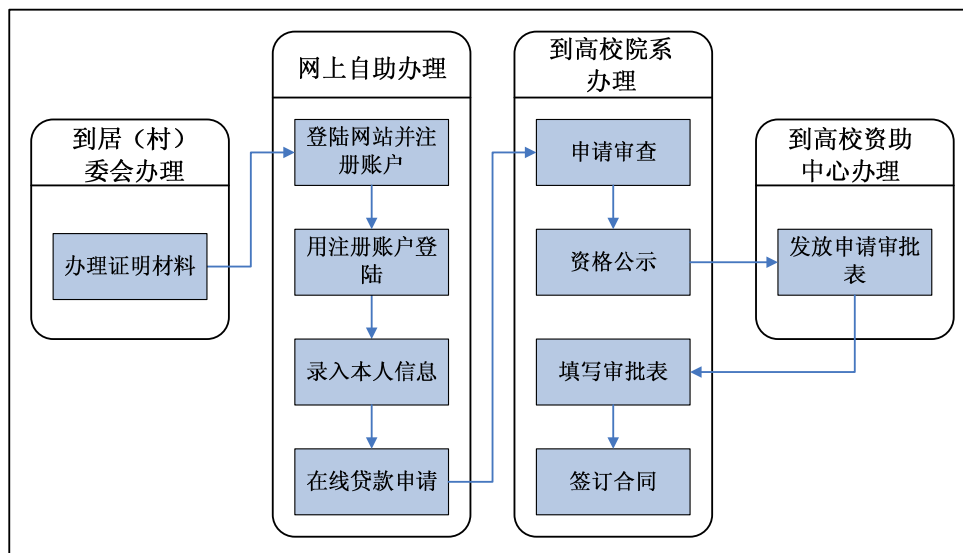 到居（村）
委会办理
办理证明材料
网上自助办理
登陆网站并注
册账户
用注册账户登
陆
录入本人信息
在线贷款申请
到高校院系
办理
申请审查
资格公示
填写审批表
签订合同
到高校资助
中心办理
发放申请审批
表